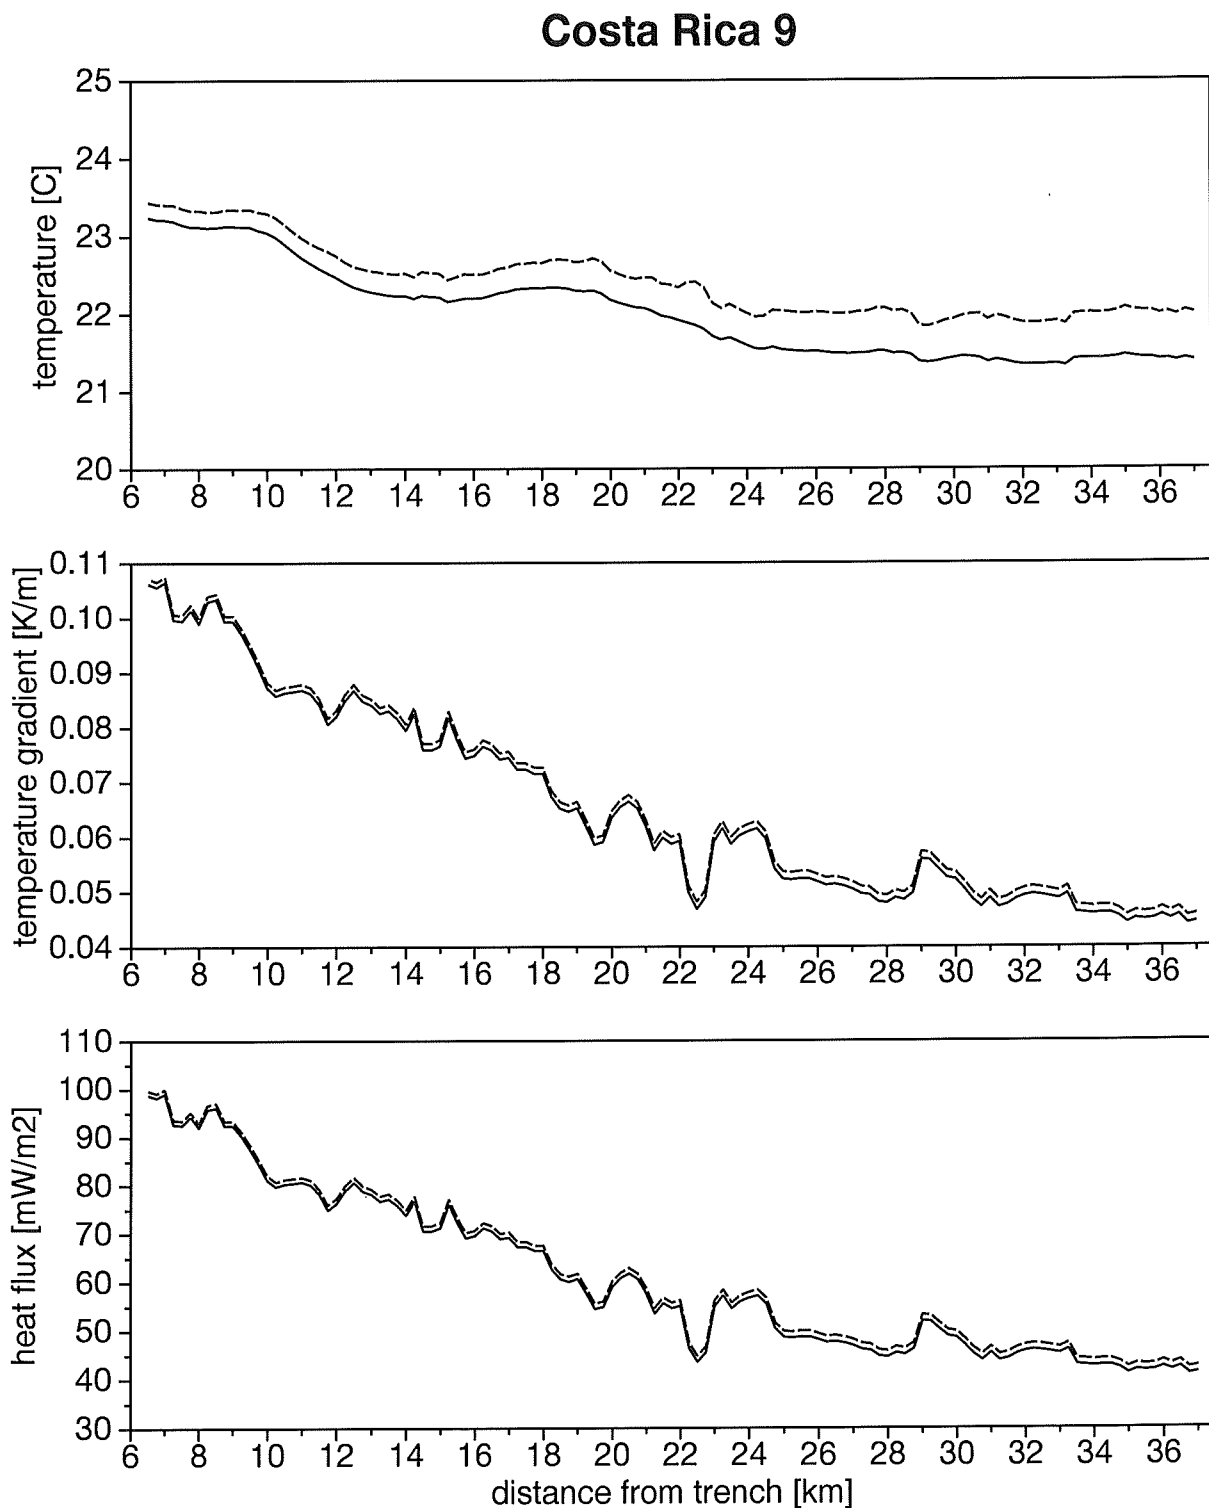 Costa Rica 9
temperature [C]
25
24
23
22
21
20
6 8 10 12 14 16 18 20 22 24 26 28 30 32 34 36
temperature gradient [K/m]
0.11
0.10
0.09
0.08
0.07
0.06
0.05
0.04
6 8 10 12 14 16 18 20 22 24 26 28 30 32 34 36
heat flux [mW/m2]
110
100
90
80
70
60
50
40
30
6 8 10 12 14 16 18 20 22 24 26 28 30 32 34 36
distance from trench [km]